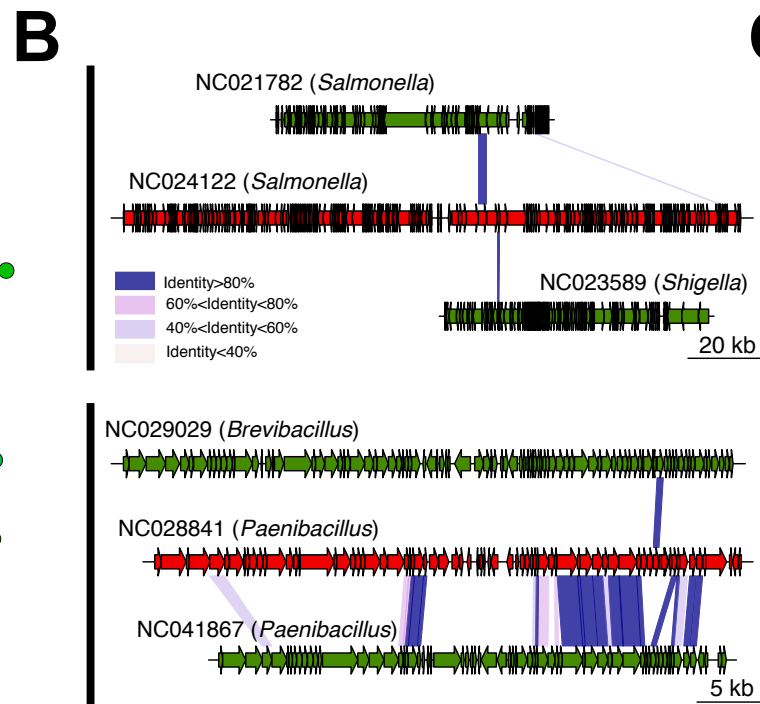 B
NC021782 (Salmonella)
NC024122 (Salmonella)
Identity>80%
60%<Identity<80%
40%<Identity<60%
Identity<40%
NC023589 (Shigella)
20 kb
NC029029 (Brevibacillus)
NC028841 (Paenibacillus)
NC041867 (Paenibacillus)
5 kb